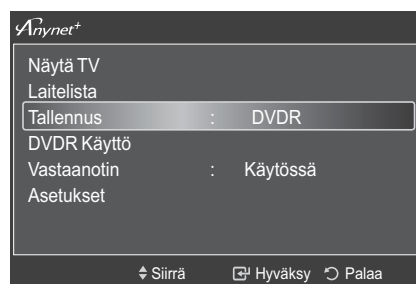 Anynet+
Näytä TV
Laitelista
Tallennus : DVDR
DVDR Käyttö
Vastaanotin : Käytössä
Asetukset
Siirrä Hyväksy Palaa